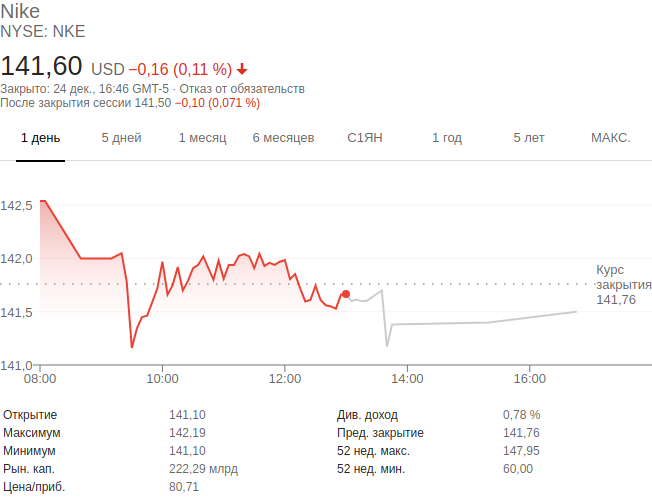 Nike
NYSE: NKE
141,60 USD −0,16 (0,11 %)
Закрыто: 24 дек., 16:46 GMT-5 · Отказ от обязательств
После закрытия сессии 141,50 −0,10 (0,071 %)
1 день 5 дней 1 месяц 6 месяцев С1ЯН 1 год 5 лет МАКС.
142,5
142,0
Курс
закрытия
141,76
141,5
141,0
08:00 10:00 12:00 14:00 16:00
Открытие 141,10 Див. доход 0,78 %
Максимум 142,19 Пред. закрытие 141,76
Минимум 141,10 52 нед. макс. 147,95
Рын. кап. 222,29 млрд 52 нед. мин. 60,00
Цена/приб. 80,71